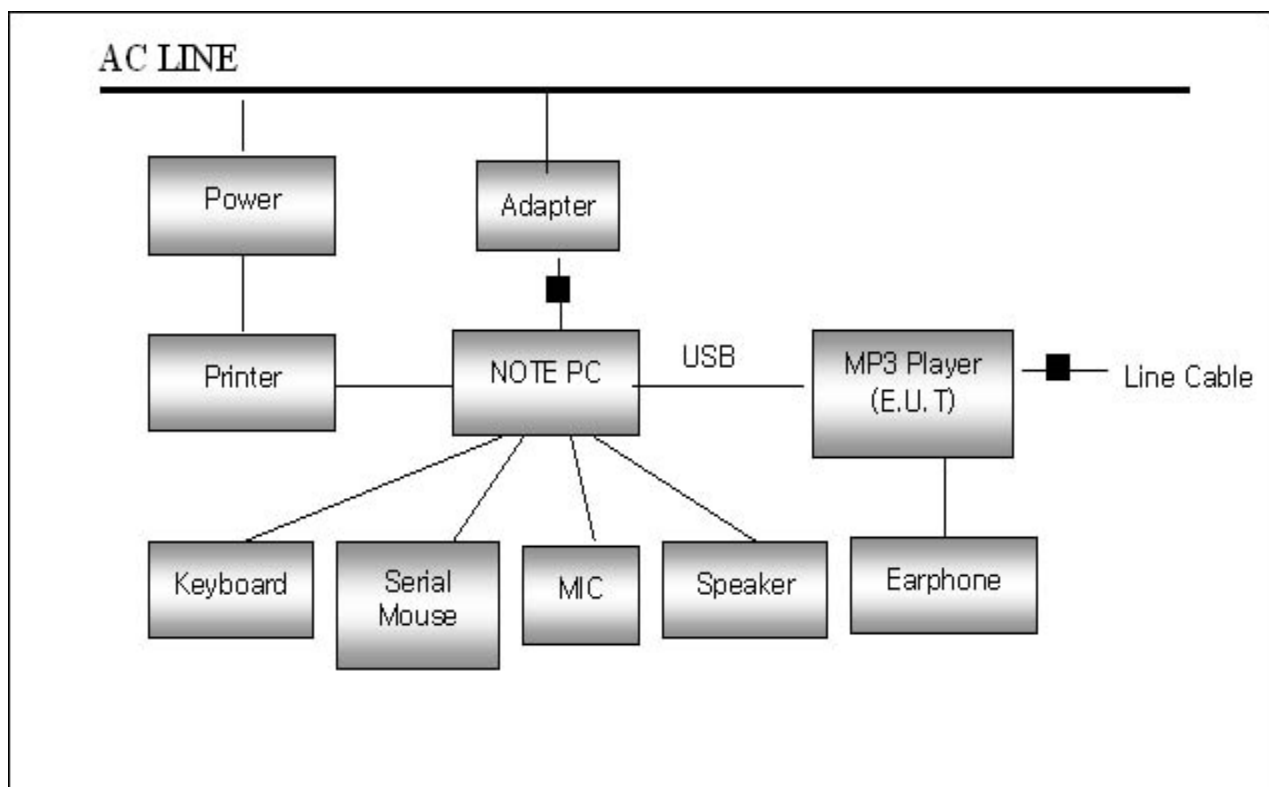 AC LINE
Power
Adapter
Printer
NOTE PC
USB
MP3 Player
(E.U.T)
Line Cable
Keyboard
Serial
Mouse
MIC
Speaker
Earphone